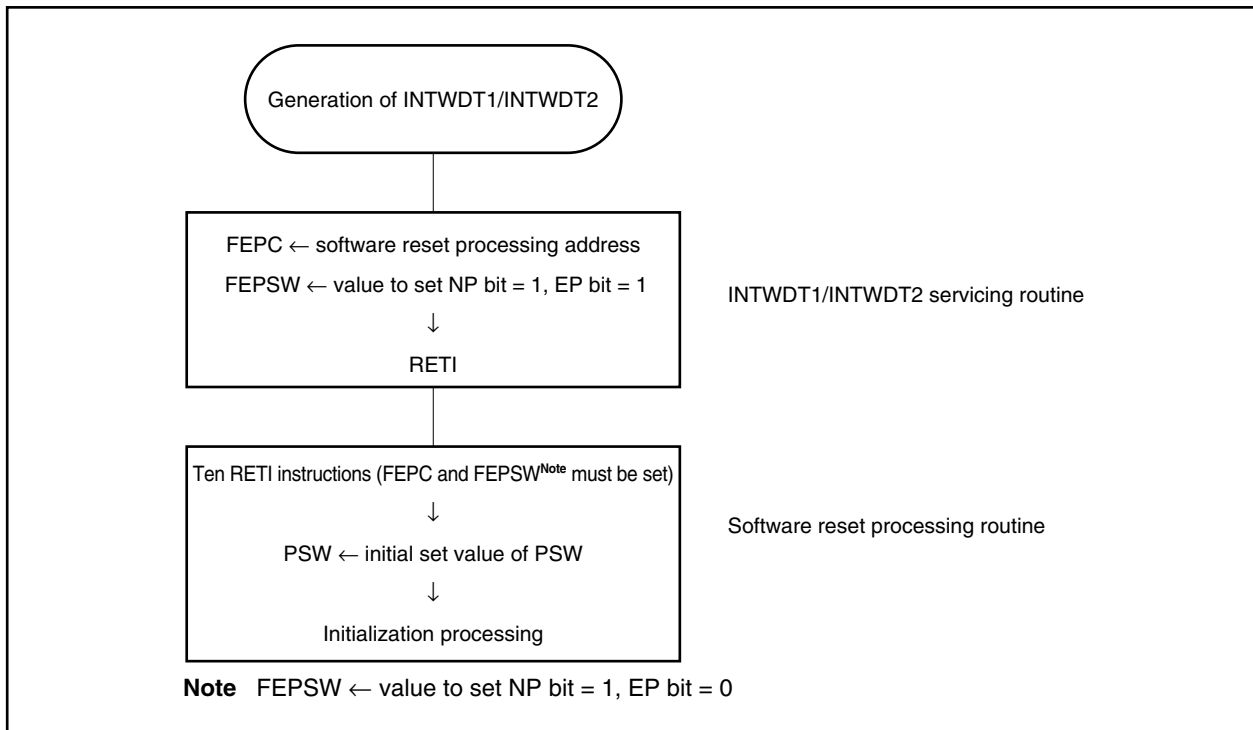 Generation of INTWDT1/INTWDT2
FEPC ← software reset processing address
FEPSW ← value to set NP bit = 1, EP bit = 1
↓
RETI
INTWDT1/INTWDT2 servicing routine
Ten RETI instructions (FEPC and FEPSWNote must be set)
↓
PSW ← initial set value of PSW
↓
Initialization processing
Software reset processing routine
Note FEPSW ← value to set NP bit = 1, EP bit = 0